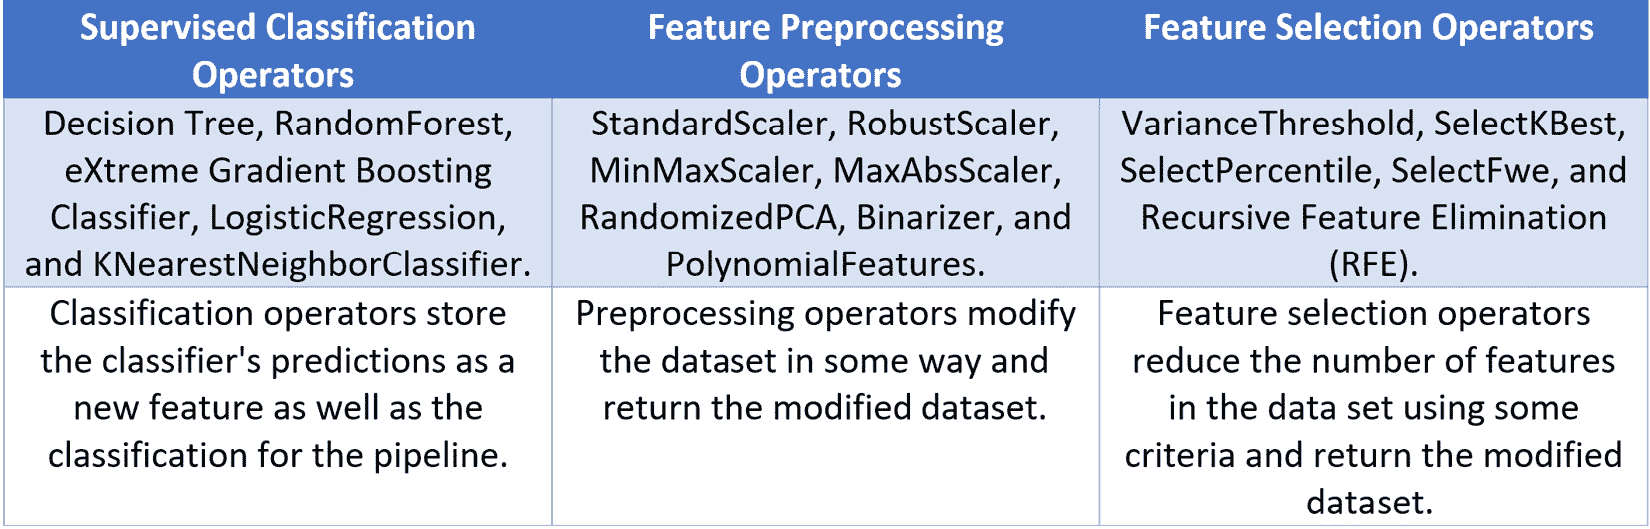 Supervised Classification
Operators
Feature Preprocessing
Operators
Feature Selection Operators
Decision Tree, RandomForest,
eXtreme Gradient Boosting
Classifier, LogisticRegression,
and KNearestNeighborClassifier.
StandardScaler, RobustScaler,
MinMaxScaler, MaxAbsScaler,
RandomizedPCA, Binarizer, and
PolynomialFeatures.
VarianceThreshold, SelectKBest,
SelectPercentile, SelectFwe, and
Recursive Feature Elimination
(RFE).
Classification operators store
the classifier's predictions as a
new feature as well as the
classification for the pipeline.
Preprocessing operators modify
the dataset in some way and
return the modified dataset.
Feature selection operators
reduce the number of features
in the data set using some
criteria and return the modified
dataset.